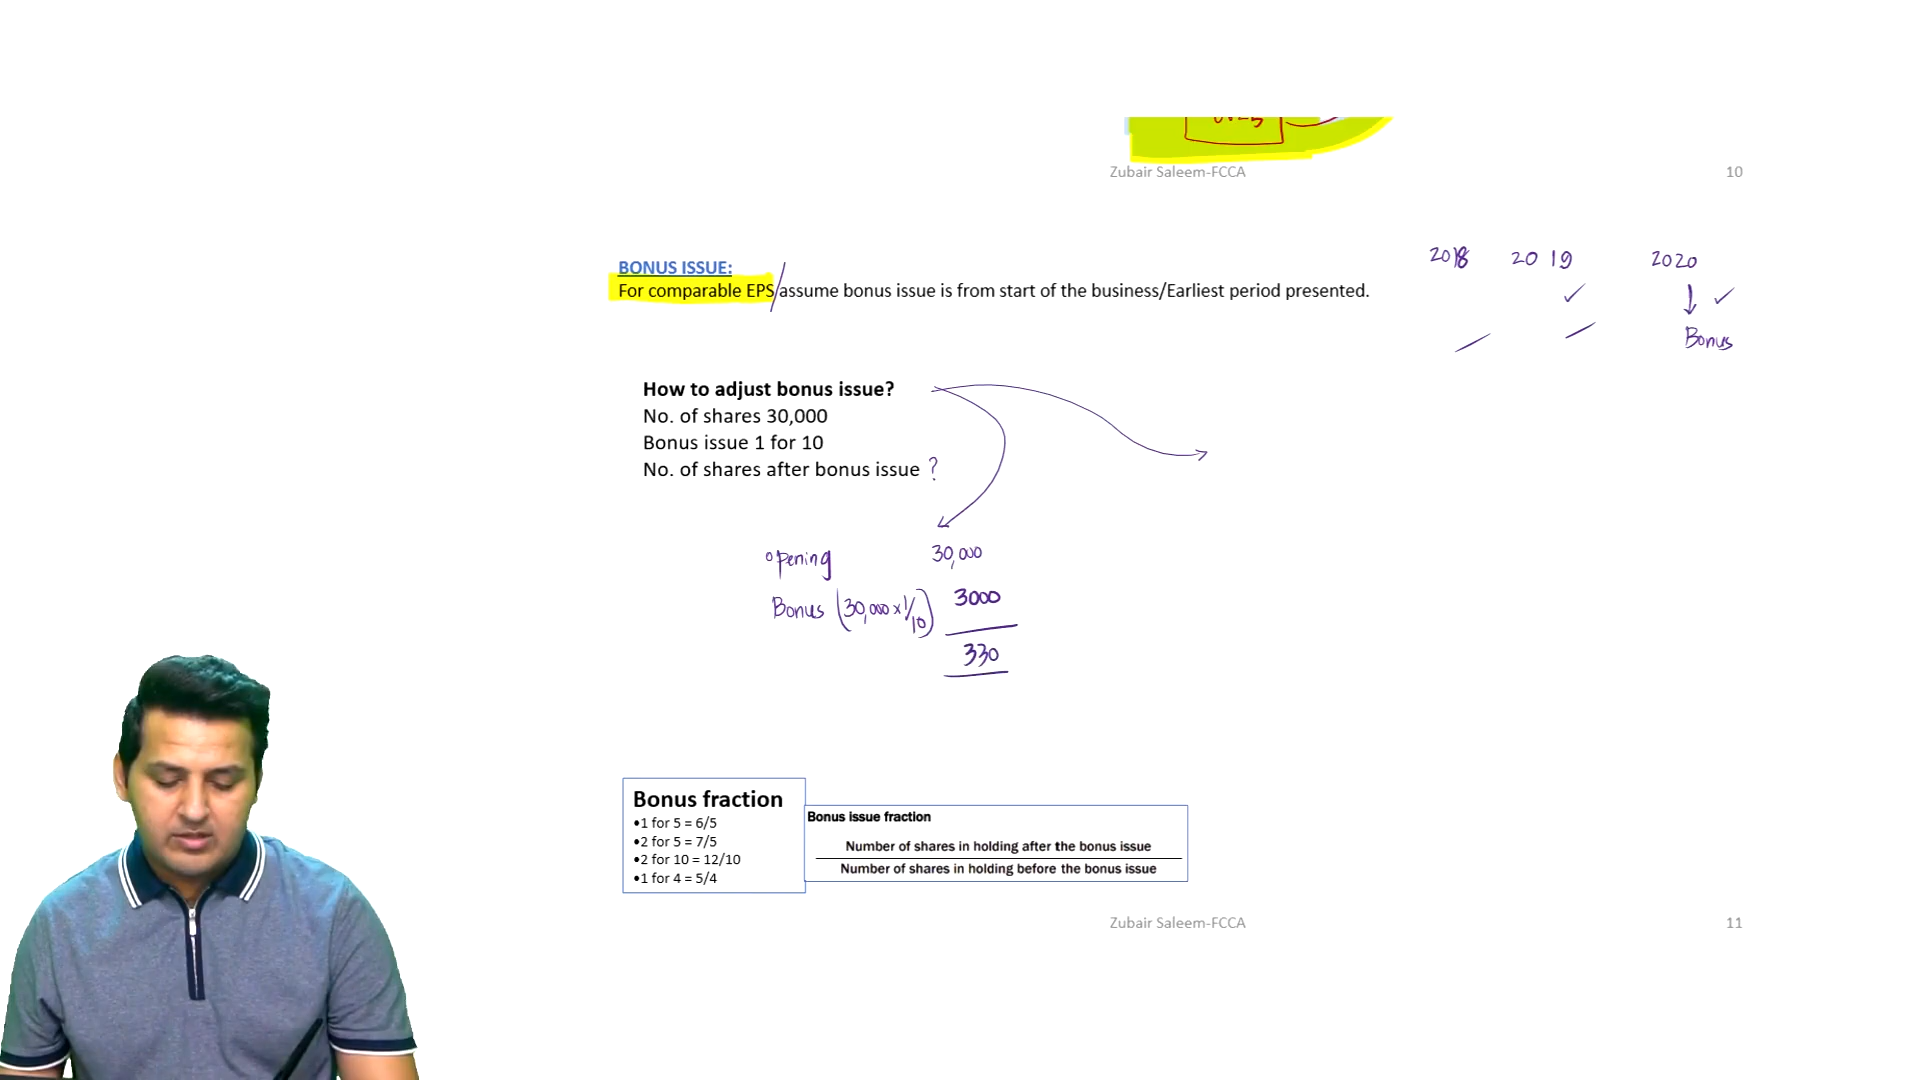 Zubair Saleem-FCCA 10
2018 2019 2020
BONUS ISSUE:
For comparable EPS/assume bonus issue is from start of the business/Earliest period presented.
Bonus
How to adjust bonus issue?
No. of shares 30,000
Bonus issue 1 for 10
No. of shares after bonus issue ?
opening 30,000
Bonus (30,000 x 1/10) 3000
330
Bonus fraction
•1 for 5 = 6/5
•2 for 5 = 7/5
•2 for 10 = 12/10
•1 for 4 = 5/4
Bonus issue fraction
Number of shares in holding after the bonus issue
Number of shares in holding before the bonus issue
Zubair Saleem-FCCA 11